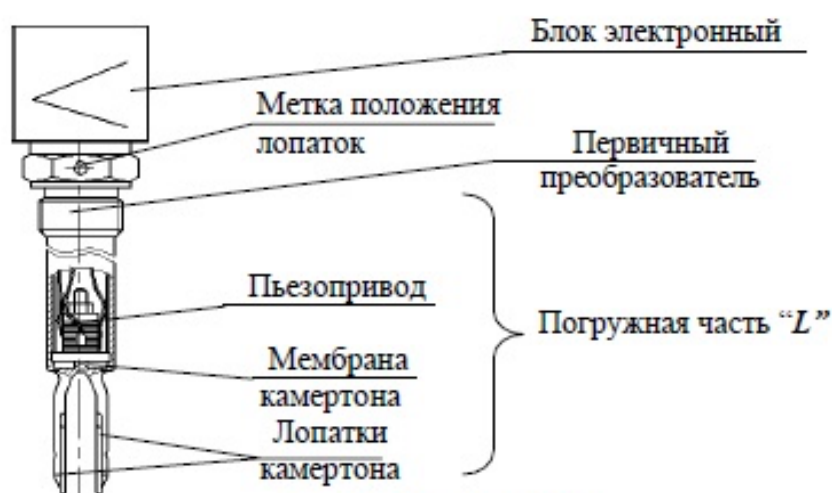 Блок электронный
Метка положения
лопаток
Первичный
преобразователь
Пьезопривод
Погружная часть “L”
Мембрана
камертона
Лопатки
камертона